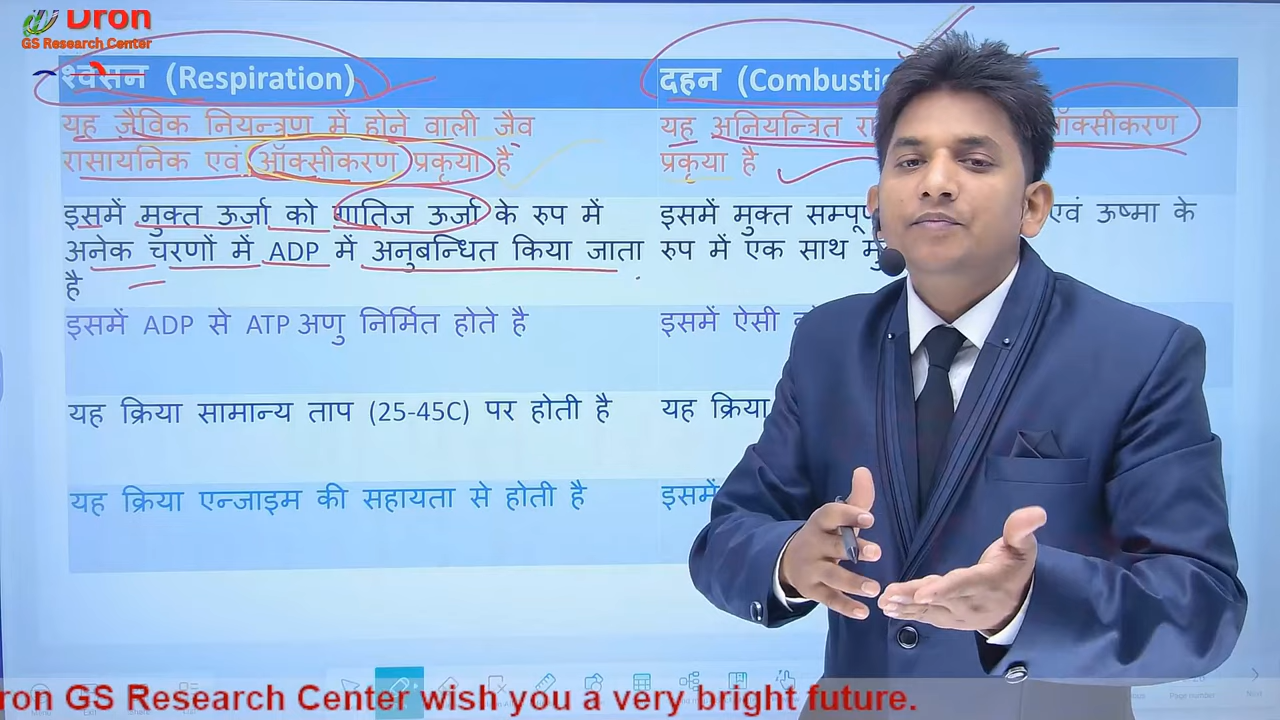 Dron
GS Research Center
श्वसन (Respiration)
दहन (Combustio
यह जैविक नियन्त्रण में होने वाली जैव
रासायनिक एवं ऑक्सीकरण प्रकृया है
यह अनियन्त्रित रा
ऑक्सीकरण
प्रकृया है
इसमें मुक्त ऊर्जा को गातिज ऊर्जा के रुप में
अनेक चरणों में ADP में अनुबन्धित किया जाता
है
इसमें मुक्त सम्पूर्ण
एवं ऊष्मा के
रुप में एक साथ मु
इसमें ADP से ATP अणु निर्मित होते है
इसमें ऐसी को
यह क्रिया सामान्य ताप (25-45C) पर होती है
यह क्रिया
यह क्रिया एन्जाइम की सहायता से होती है
इसमें
ron GS Research Center wish you a very bright future.